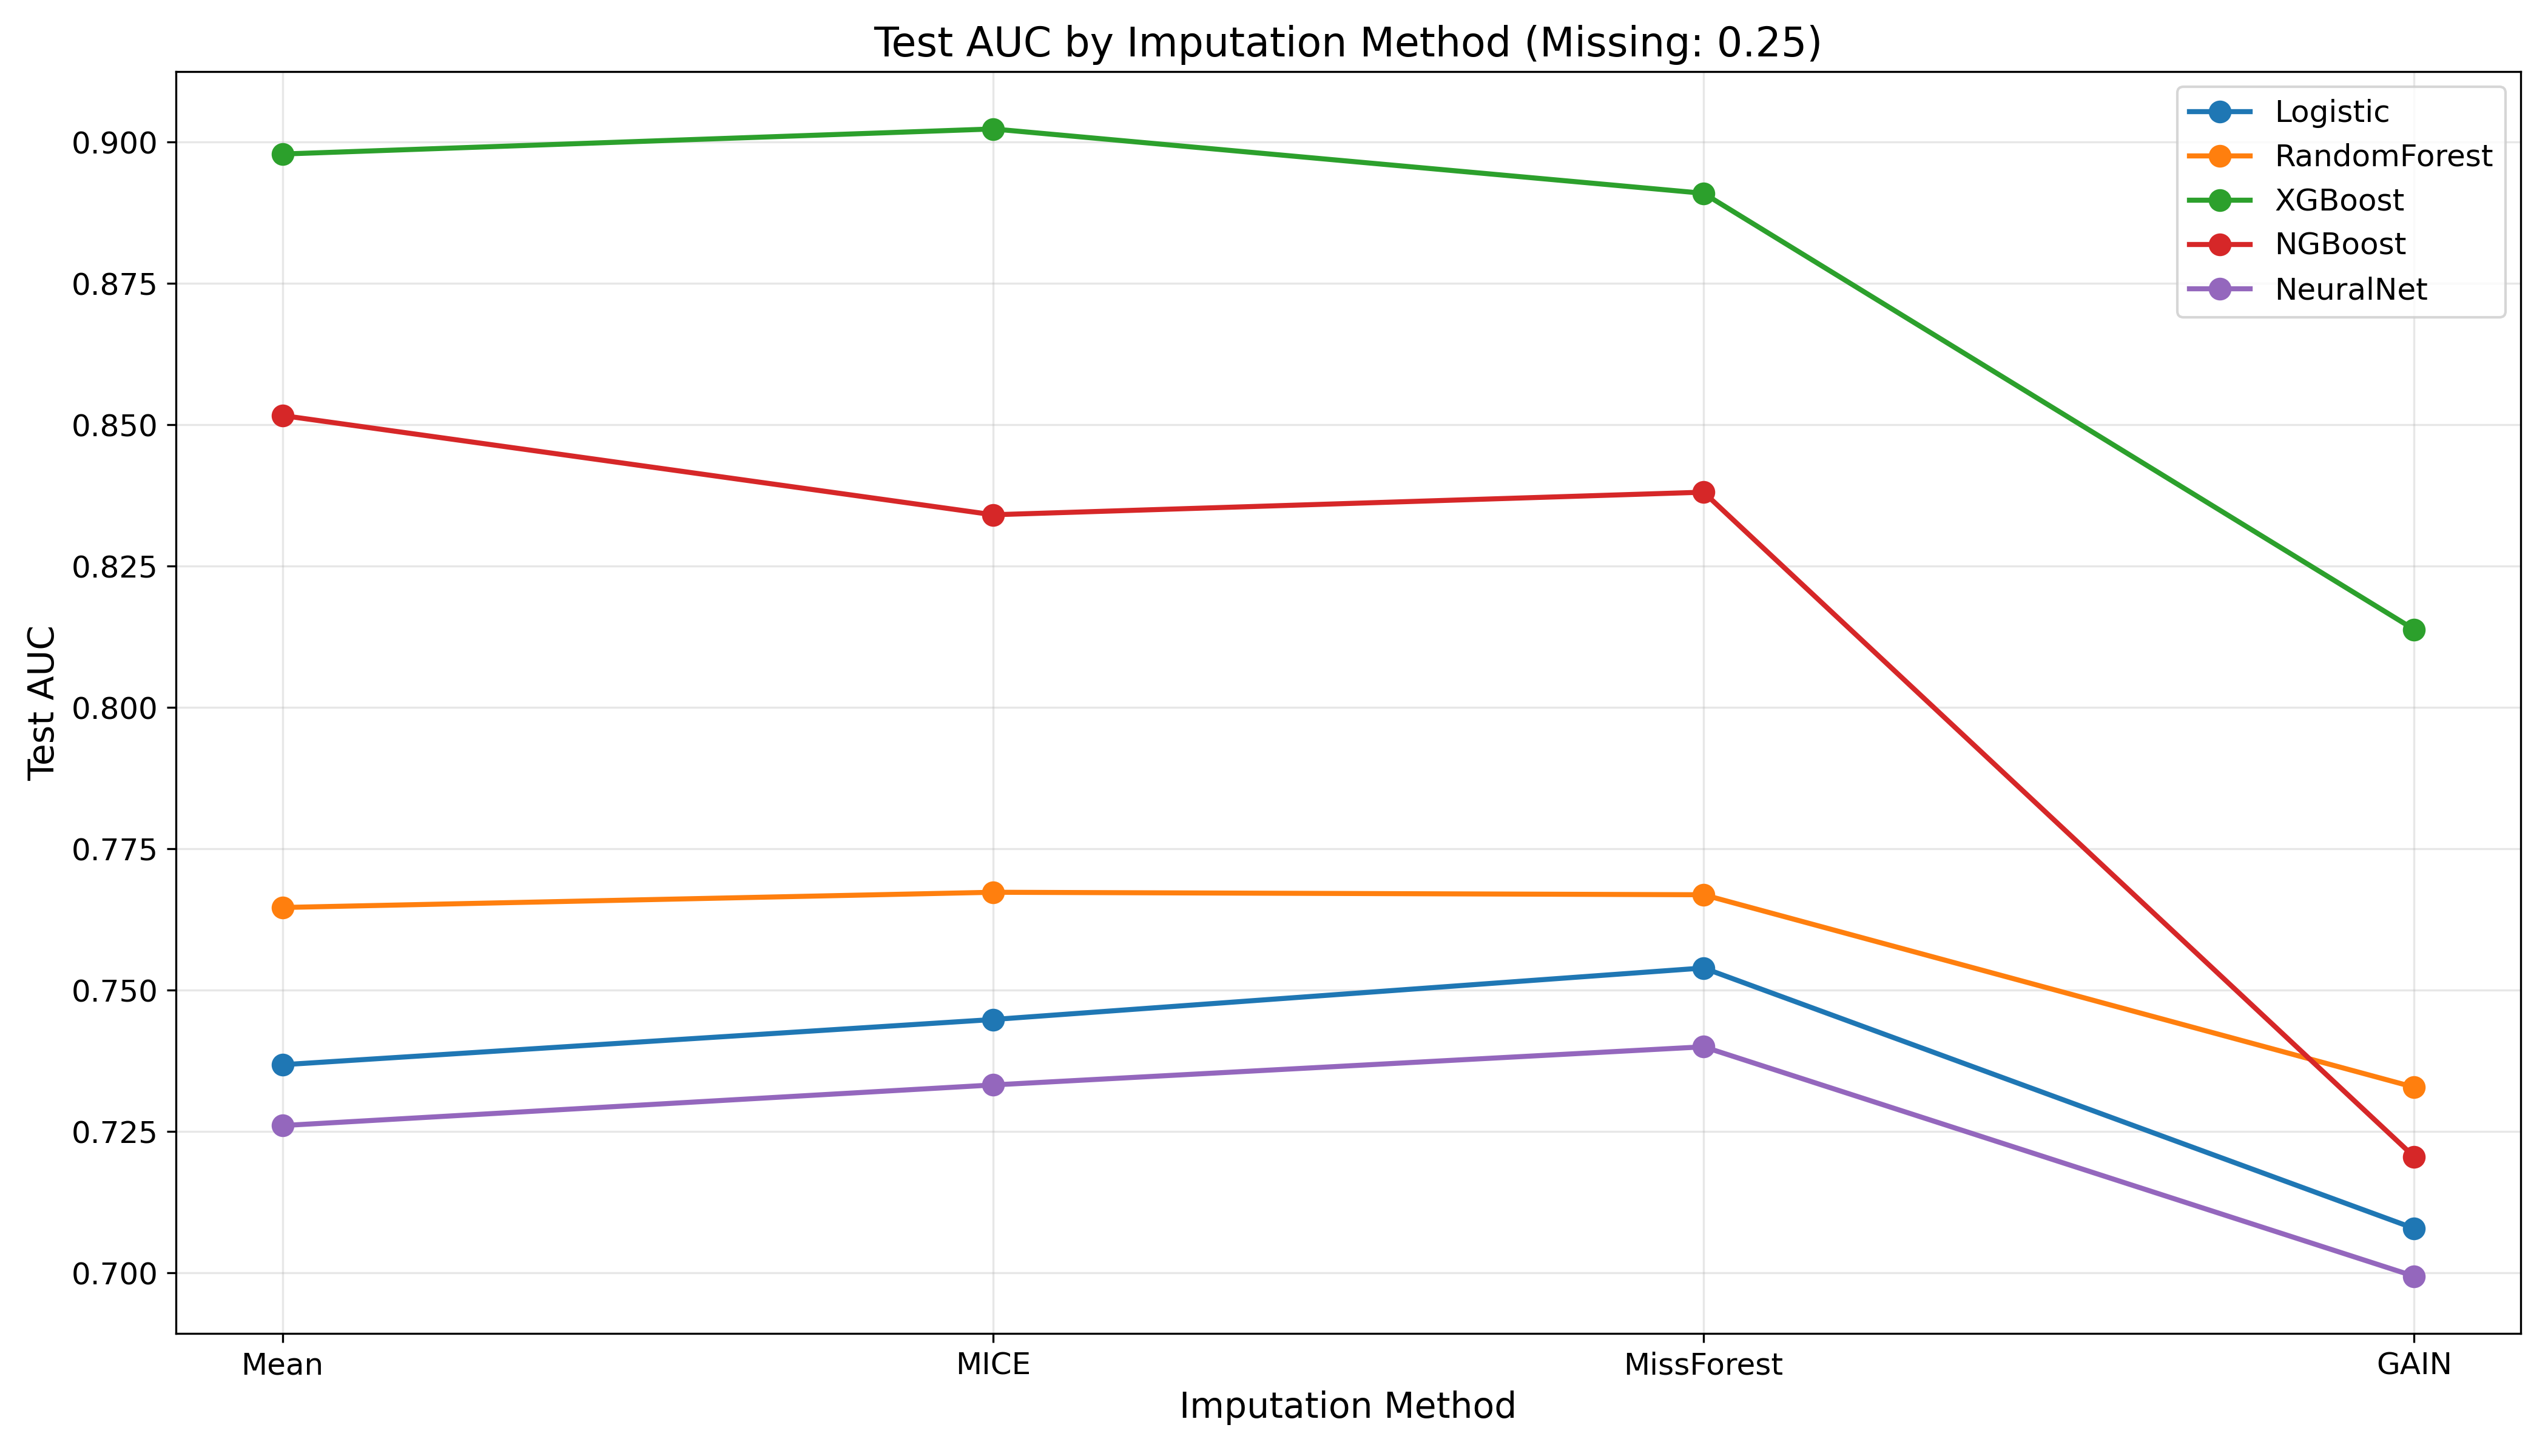 Test AUC by Imputation Method (Missing: 0.25)
Logistic
RandomForest
XGBoost
NGBoost
NeuralNet
0.900
0.875
0.850
0.825
0.800
0.775
0.750
0.725
0.700
Test AUC
Mean
MICE
MissForest
GAIN
Imputation Method